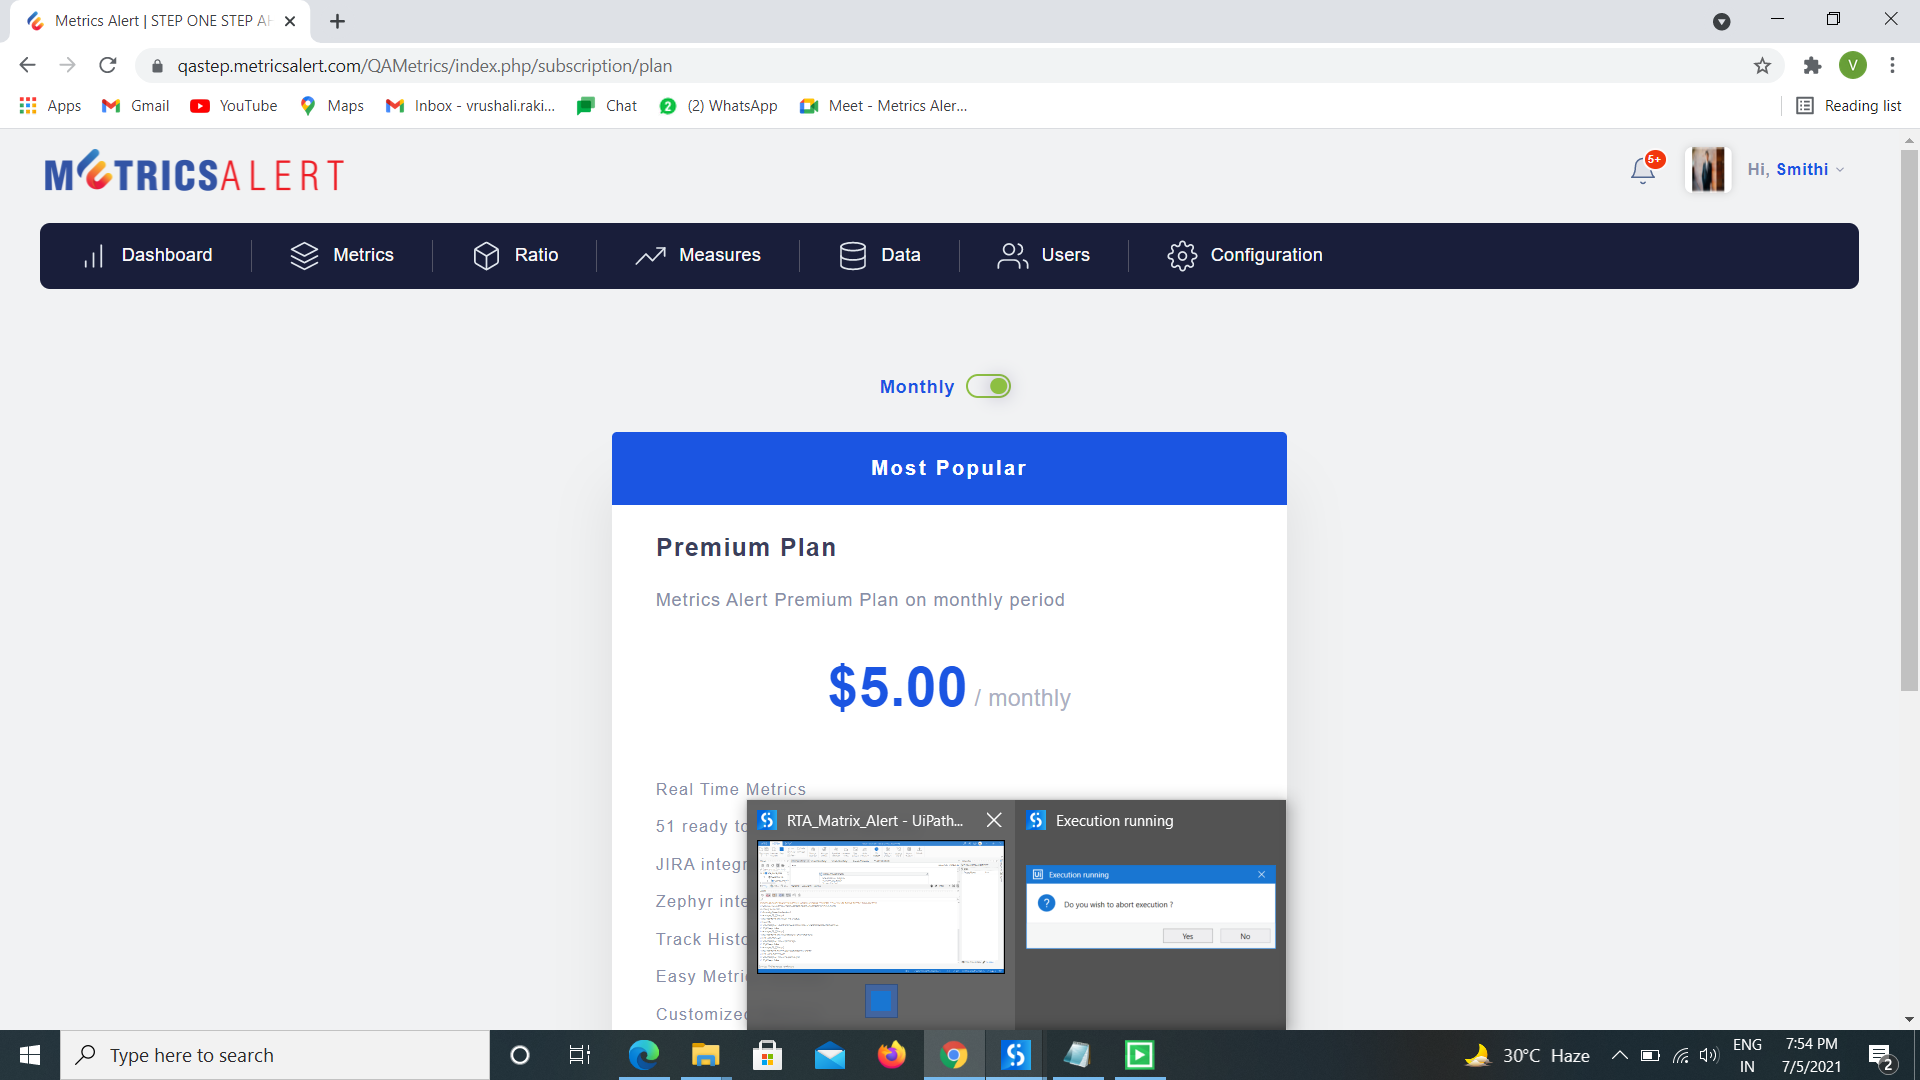 Metrics Alert | STEP ONE STEP AH
qastep.metricsalert.com/QAMetrics/index.php/subscription/plan
V
Apps Gmail YouTube Maps Inbox - vrushali.raki... Chat 2 (2) WhatsApp Meet - Metrics Aler... Reading list
METRICSALERT
5+
Hi, Smithi
Dashboard Metrics Ratio Measures Data Users Configuration
Monthly
Most Popular
Premium Plan
Metrics Alert Premium Plan on monthly period
$5.00 / monthly
Real Time Metrics
51 ready to
JIRA integr
Zephyr inte
Track Histo
Easy Metri
Customized
RTA_Matrix_Alert - UiPath...
Execution running
Ui Execution running
? Do you wish to abort execution ?
Yes No
Type here to search
30°C Haze
ENG
IN
7:54 PM
7/5/2021
2